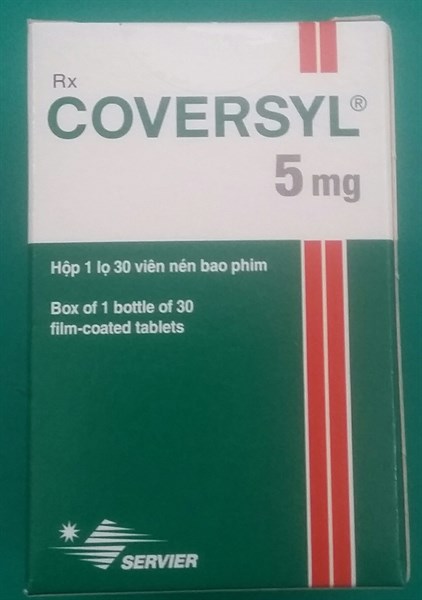 Rx
COVERSYL®
5 mg
Hộp 1 lọ 30 viên nén bao phim
Box of 1 bottle of 30
film-coated tablets
SERVIER